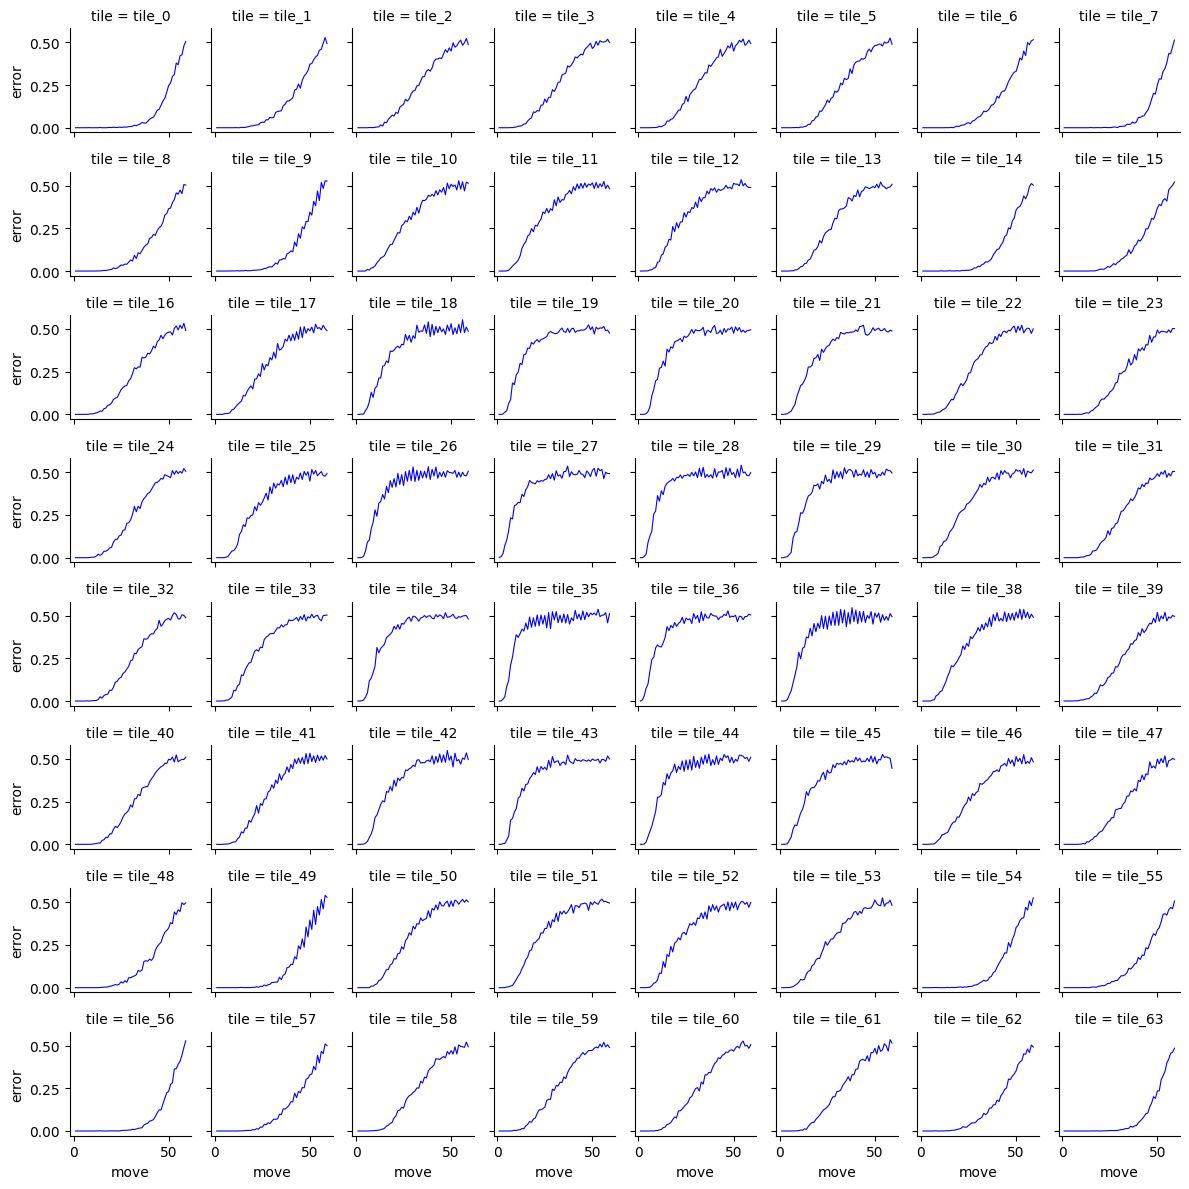 tile = tile_0 tile = tile_1 tile = tile_2 tile = tile_3 tile = tile_4 tile = tile_5 tile = tile_6 tile = tile_7
0.50
error
0.25
0.00
tile = tile_8 tile = tile_9 tile = tile_10 tile = tile_11 tile = tile_12 tile = tile_13 tile = tile_14 tile = tile_15
0.50
error
0.25
0.00
tile = tile_16 tile = tile_17 tile = tile_18 tile = tile_19 tile = tile_20 tile = tile_21 tile = tile_22 tile = tile_23
0.50
error
0.25
0.00
tile = tile_24 tile = tile_25 tile = tile_26 tile = tile_27 tile = tile_28 tile = tile_29 tile = tile_30 tile = tile_31
0.50
error
0.25
0.00
tile = tile_32 tile = tile_33 tile = tile_34 tile = tile_35 tile = tile_36 tile = tile_37 tile = tile_38 tile = tile_39
0.50
error
0.25
0.00
tile = tile_40 tile = tile_41 tile = tile_42 tile = tile_43 tile = tile_44 tile = tile_45 tile = tile_46 tile = tile_47
0.50
error
0.25
0.00
tile = tile_48 tile = tile_49 tile = tile_50 tile = tile_51 tile = tile_52 tile = tile_53 tile = tile_54 tile = tile_55
0.50
error
0.25
0.00
tile = tile_56 tile = tile_57 tile = tile_58 tile = tile_59 tile = tile_60 tile = tile_61 tile = tile_62 tile = tile_63
0.50
error
0.25
0.00
0 50 0 50 0 50 0 50 0 50 0 50 0 50 0 50
move move move move move move move move